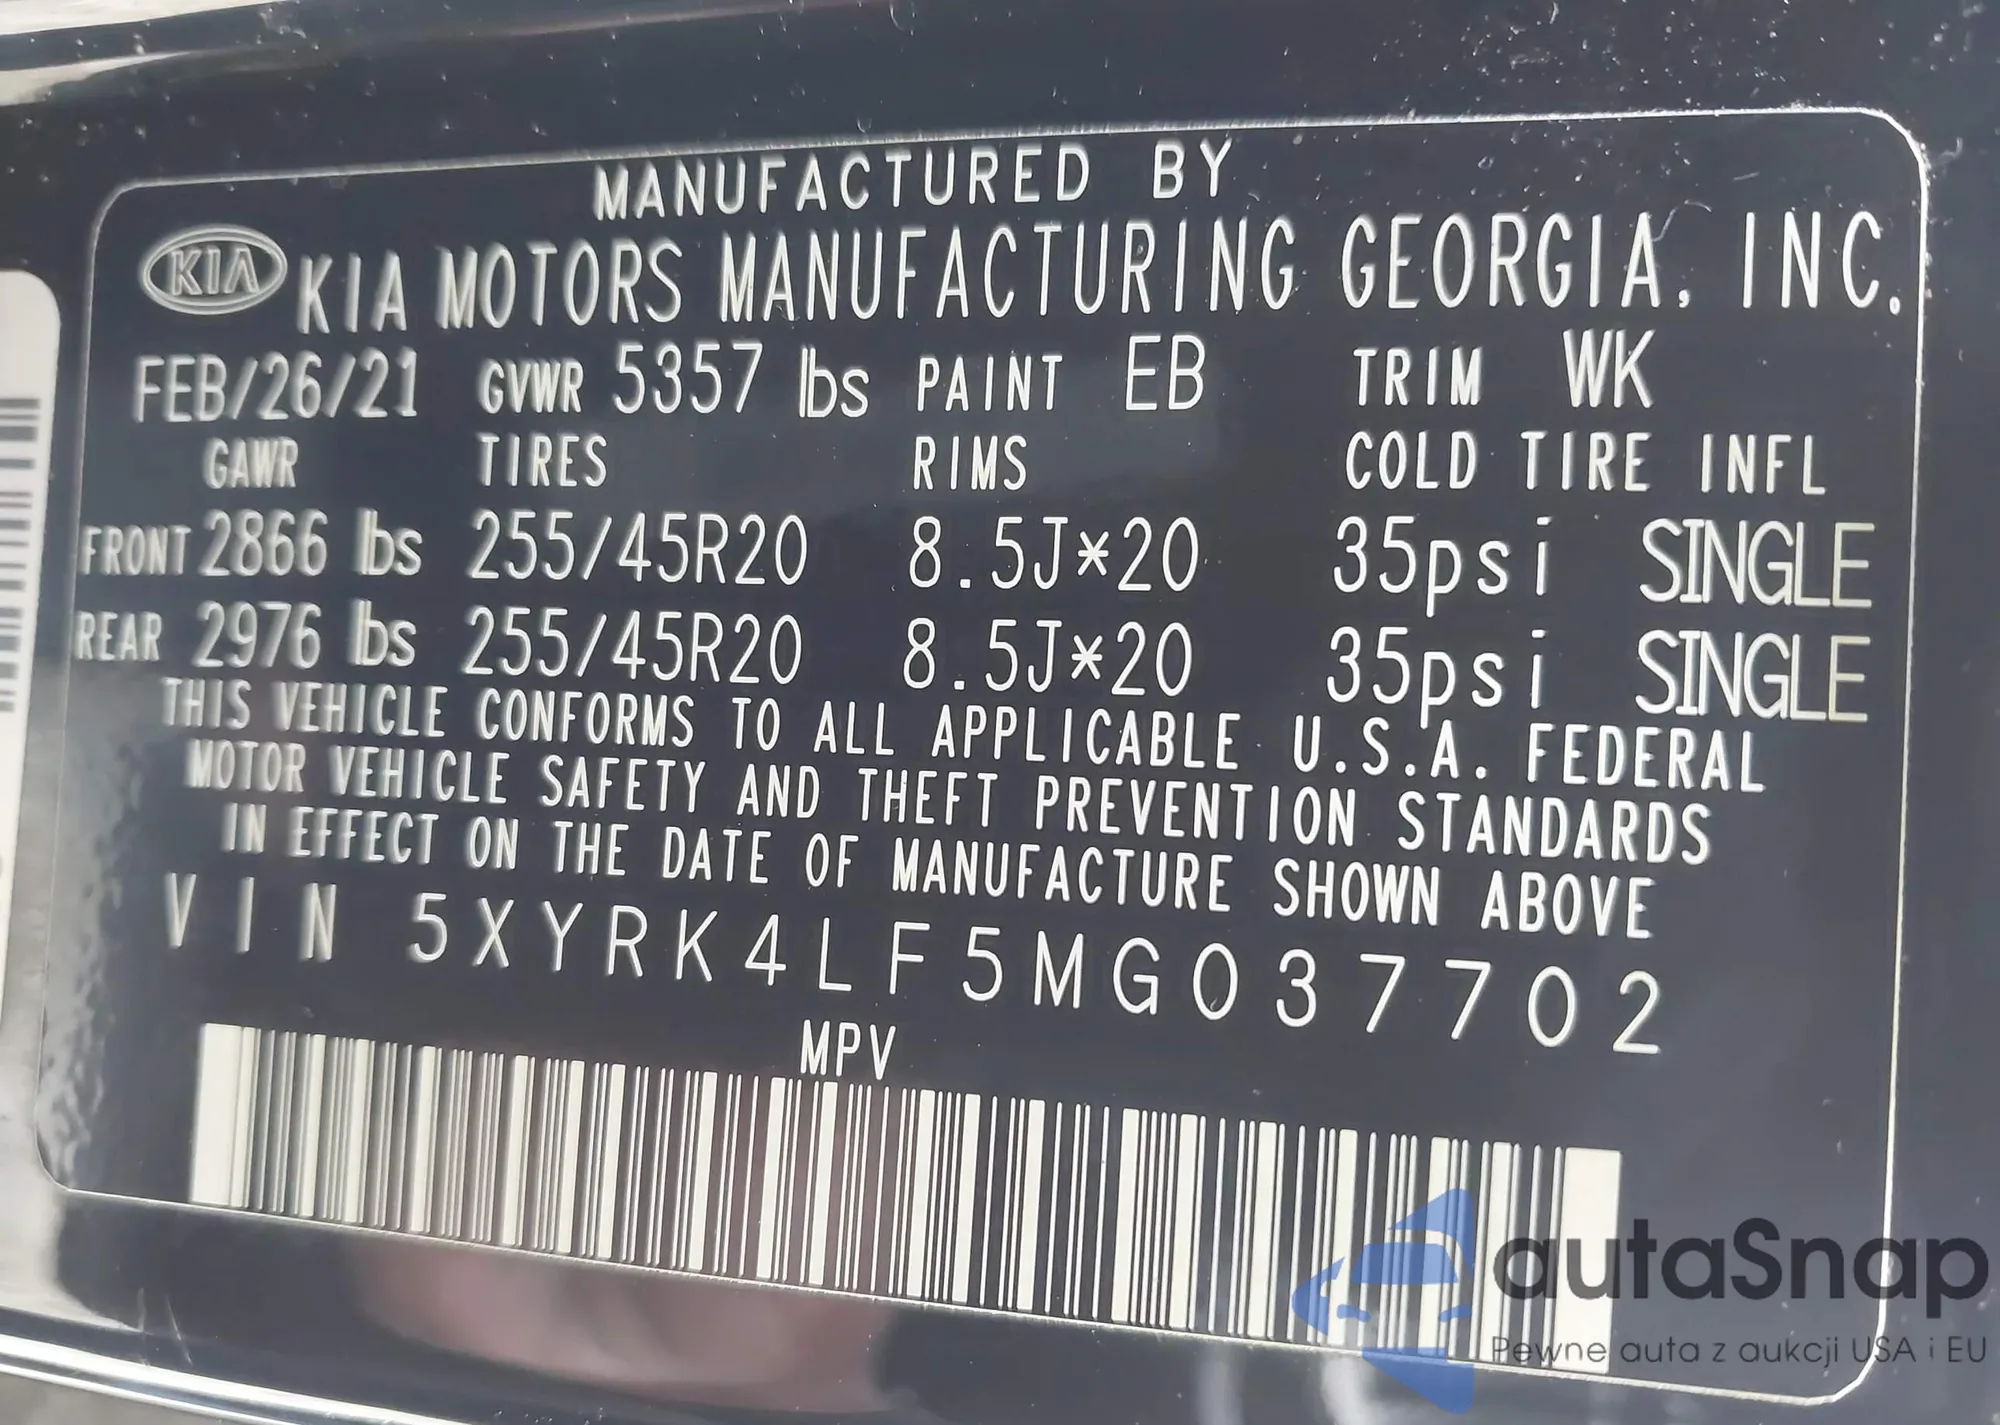 MANUFACTURED BY
KIA KIA MOTORS MANUFACTURING GEORGIA, INC.
FEB/26/21 GVWR 5357 lbs PAINT EB TRIM WK
GAWR TIRES RIMS COLD TIRE INFL
FRONT 2866 lbs 255/45R20 8.5J*20 35psi SINGLE
REAR 2976 lbs 255/45R20 8.5J*20 35psi SINGLE
THIS VEHICLE CONFORMS TO ALL APPLICABLE U.S.A. FEDERAL
MOTOR VEHICLE SAFETY AND THEFT PREVENTION STANDARDS
IN EFFECT ON THE DATE OF MANUFACTURE SHOWN ABOVE
VIN 5XYRK4LF5MG037702
MPV
autaSnap
Pewne auta z aukcji USA i EU